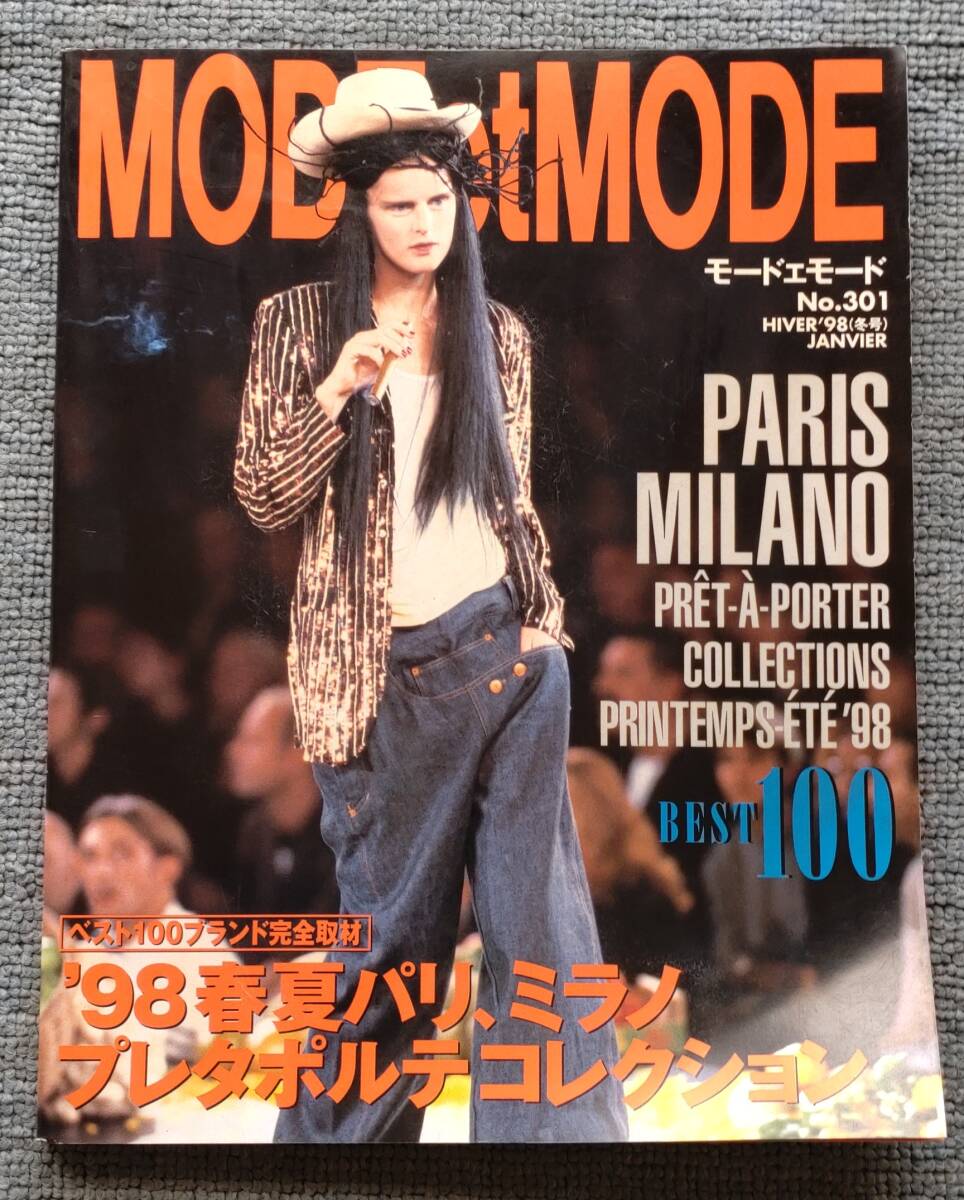 MODE et MODE
モードェモード
No.301
HIVER'98(冬号)
JANVIER
PARIS
MILANO
PRÊT-À-PORTER
COLLECTIONS
PRINTEMPS-ÉTÉ '98
BEST 100
ベスト100ブランド完全取材
'98春夏パリ、ミラノ
プレタポルテコレクション